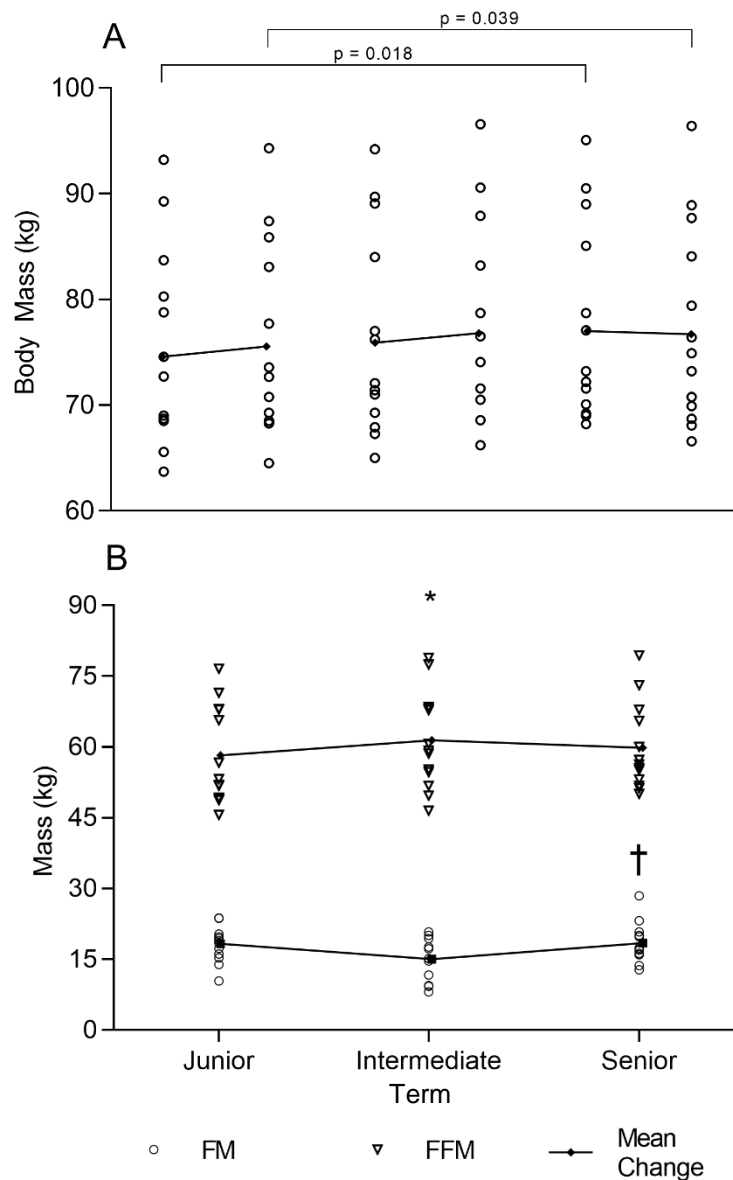 A
p = 0.039
p = 0.018
100
90
80
70
60
Body Mass (kg)
B
*
†
90
75
60
45
30
15
0
Mass (kg)
Junior Intermediate Senior
Term
FM FFM Mean
Change